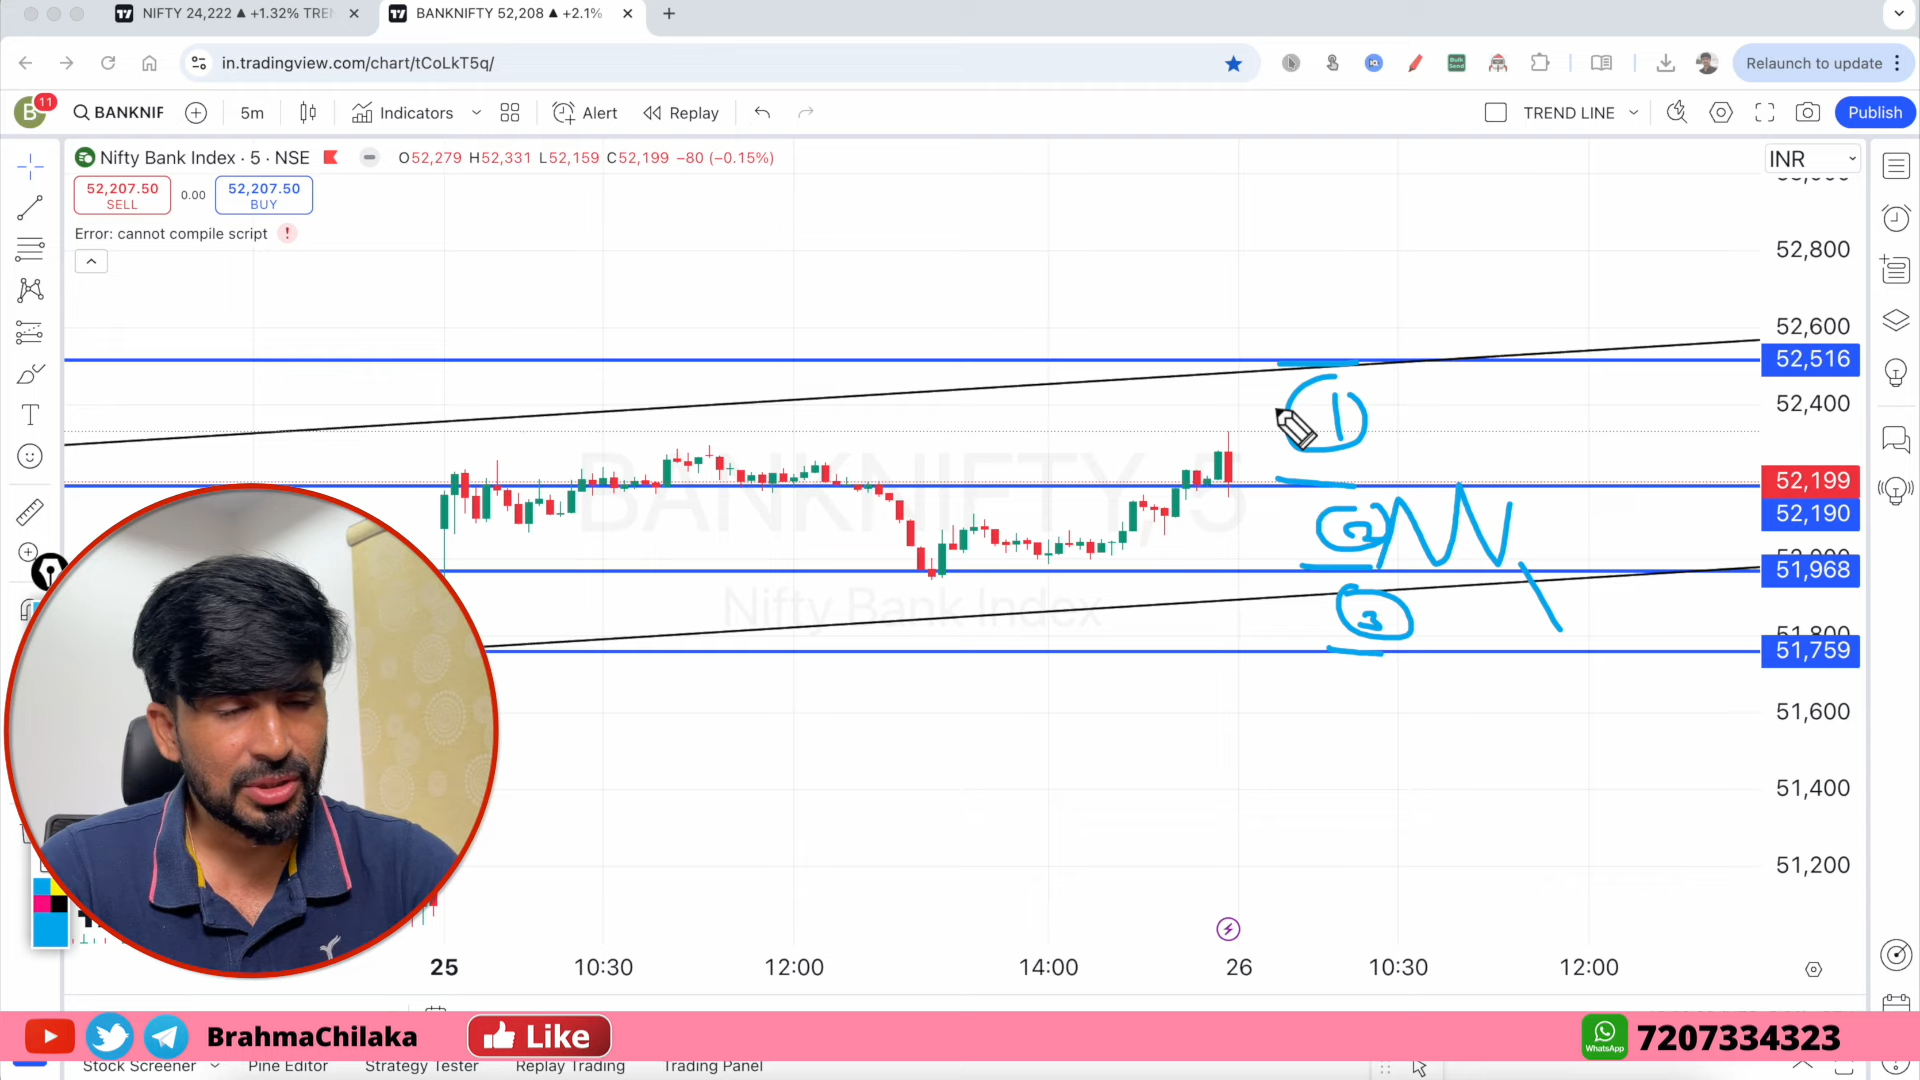 NIFTY 24,222 ▲ +1.32% TREN
BANKNIFTY 52,208 ▲ +2.1%
in.tradingview.com/chart/tCoLkT5q/
Relaunch to update
B 11
BANKNIF
5m
Indicators
Alert
Replay
TREND LINE
Publish
Nifty Bank Index · 5 · NSE
O52,279 H52,331 L52,159 C52,199 −80 (−0.15%)
INR
52,207.50
SELL
0.00
52,207.50
BUY
Error: cannot compile script
52,800
52,600
52,516
52,400
1
52,199
52,190
BANKNIFTY, 5
2
51,968
Nifty Bank Index
3
51,800
51,759
51,600
51,400
51,200
25
10:30
12:00
14:00
26
10:30
12:00
BrahmaChilaka
Like
WhatsApp
7207334323
Stock Screener
Pine Editor
Strategy Tester
Replay Trading
Trading Panel